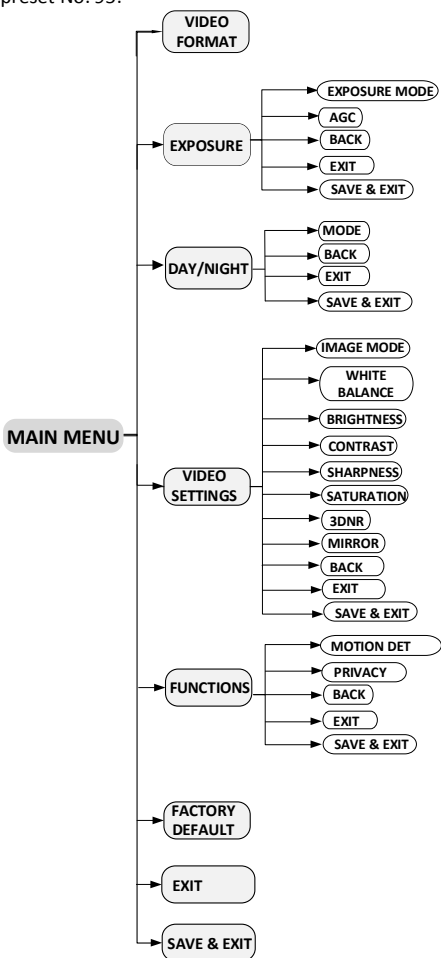 preset No. 95.
VIDEO
FORMAT
EXPOSURE
EXPOSURE MODE
AGC
BACK
EXIT
SAVE & EXIT
DAY/NIGHT
MODE
BACK
EXIT
SAVE & EXIT
MAIN MENU
VIDEO
SETTINGS
IMAGE MODE
WHITE
BALANCE
BRIGHTNESS
CONTRAST
SHARPNESS
SATURATION
3DNR
MIRROR
BACK
EXIT
SAVE & EXIT
FUNCTIONS
MOTION DET
PRIVACY
BACK
EXIT
SAVE & EXIT
FACTORY
DEFAULT
EXIT
SAVE & EXIT